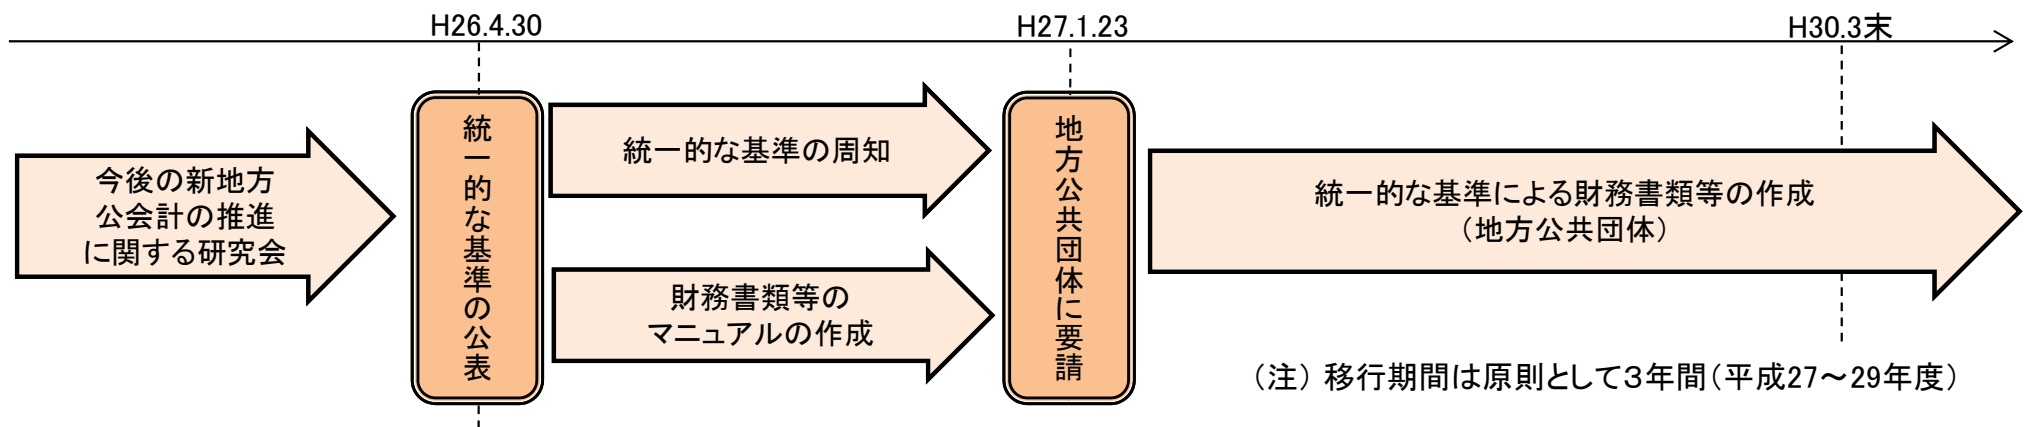 H26.4.30
H27.1.23
H30.3末
今後の新地方
公会計の推進
に関する研究会
統一的な基準の公表
統一的な基準の周知
財務書類等の
マニュアルの作成
地方公共団体に要請
統一的な基準による財務書類等の作成
（地方公共団体）
（注） 移行期間は原則として３年間（平成27～29年度）